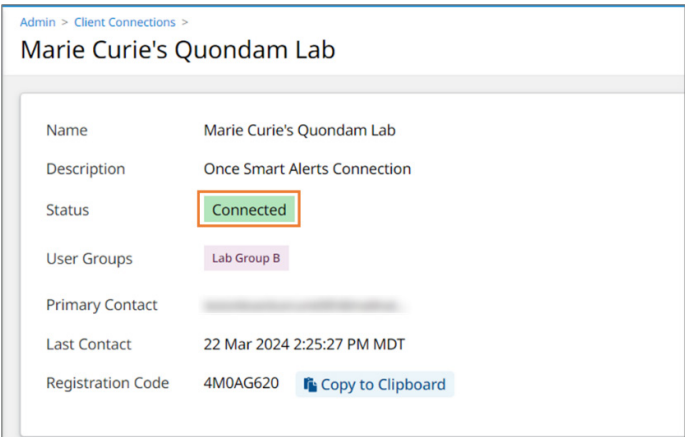 Admin > Client Connections >
Marie Curie's Quondam Lab
Name Marie Curie's Quondam Lab
Description Once Smart Alerts Connection
Status Connected
User Groups Lab Group B
Primary Contact
Last Contact 22 Mar 2024 2:25:27 PM MDT
Registration Code 4M0AG620 Copy to Clipboard